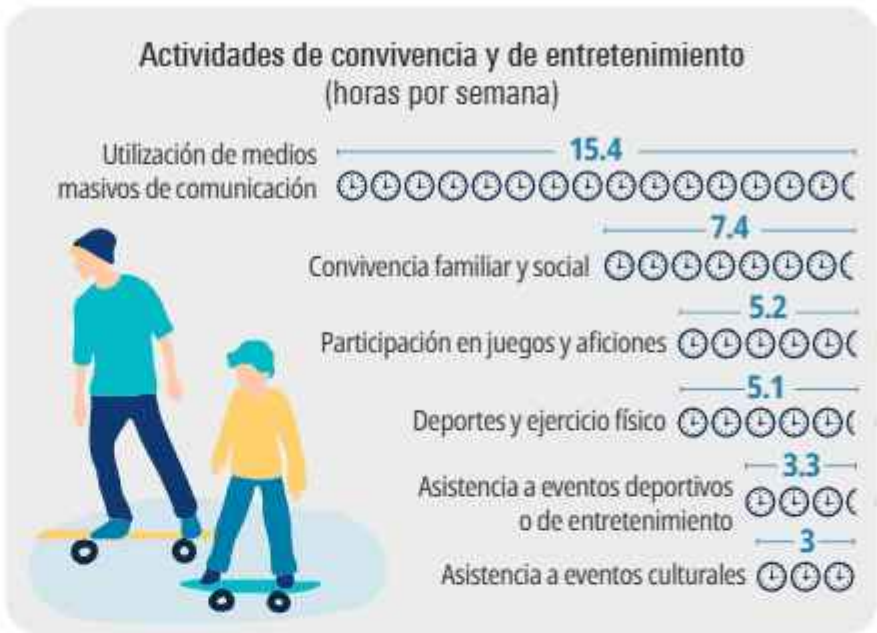 Actividades de convivencia y de entretenimiento
(horas por semana)
Utilización de medios
masivos de comunicación
15.4
Convivencia familiar y social
7.4
Participación en juegos y aficiones
5.2
Deportes y ejercicio físico
5.1
Asistencia a eventos deportivos
o de entretenimiento
3.3
Asistencia a eventos culturales
3